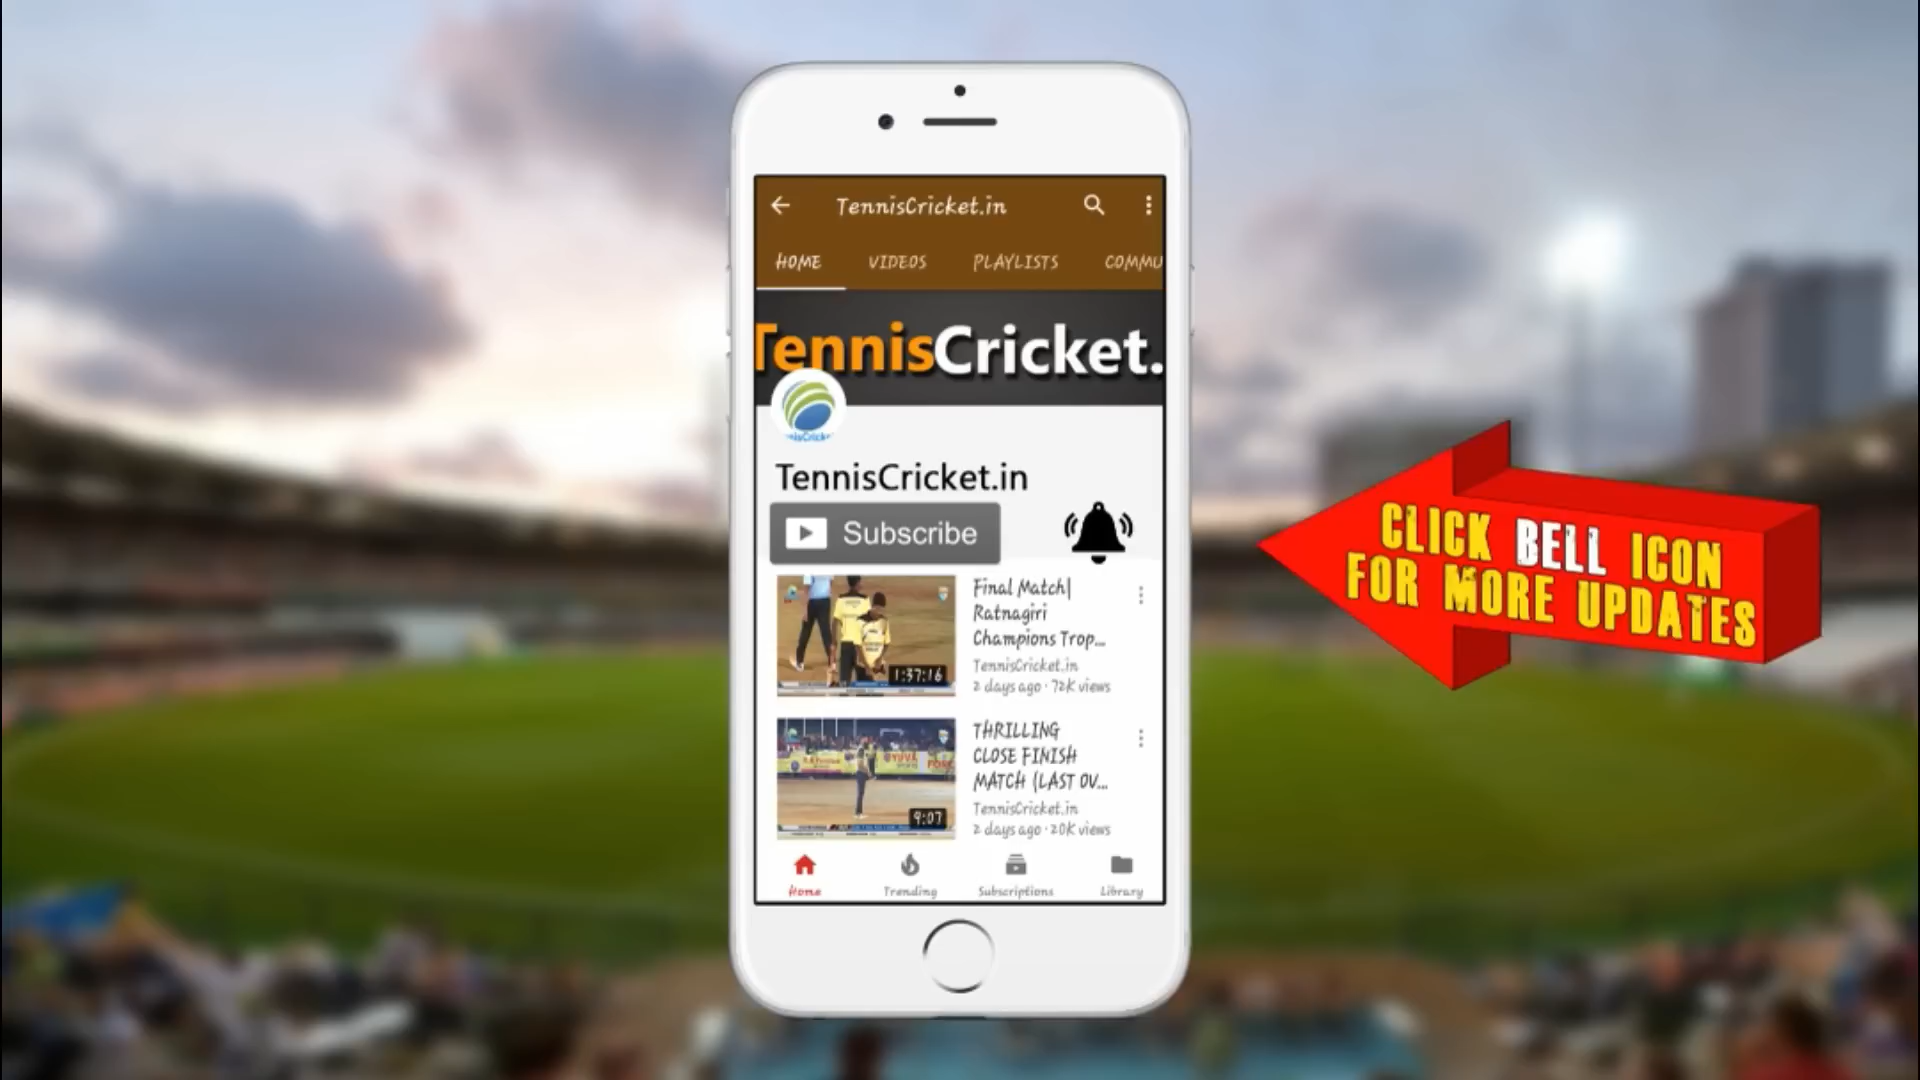 TennisCricket.in
HOME VIDEOS PLAYLISTS COMMU
TennisCricket.
TennisCricket.in
Subscribe
Final Match|
Ratnagiri
Champions Trop...
TennisCricket.in
2 days ago · 72K views
1:37:16
THRILLING
CLOSE FINISH
MATCH (LAST OV...
TennisCricket.in
2 days ago · 20K views
9:07
Home Trending Subscriptions Library
CLICK BELL ICON
FOR MORE UPDATES